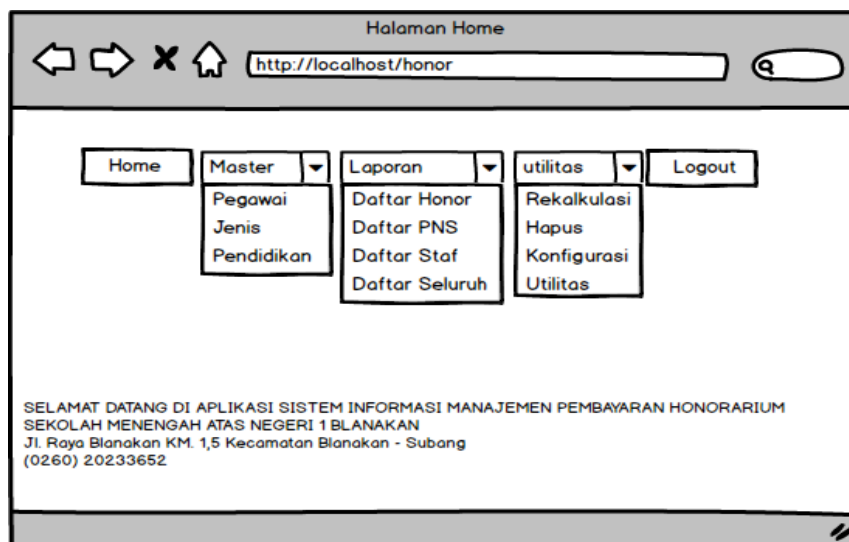 Halaman Home
http://localhost/honor
Home Master Laporan utilitas Logout
Pegawai Daftar Honor Rekalkulasi
Jenis Daftar PNS Hapus
Pendidikan Daftar Staf Konfigurasi
Daftar Seluruh Utilitas
SELAMAT DATANG DI APLIKASI SISTEM INFORMASI MANAJEMEN PEMBAYARAN HONORARIUM
SEKOLAH MENENGAH ATAS NEGERI 1 BLANAKAN
Jl. Raya Blanakan KM. 1,5 Kecamatan Blanakan - Subang
(0260) 20233652